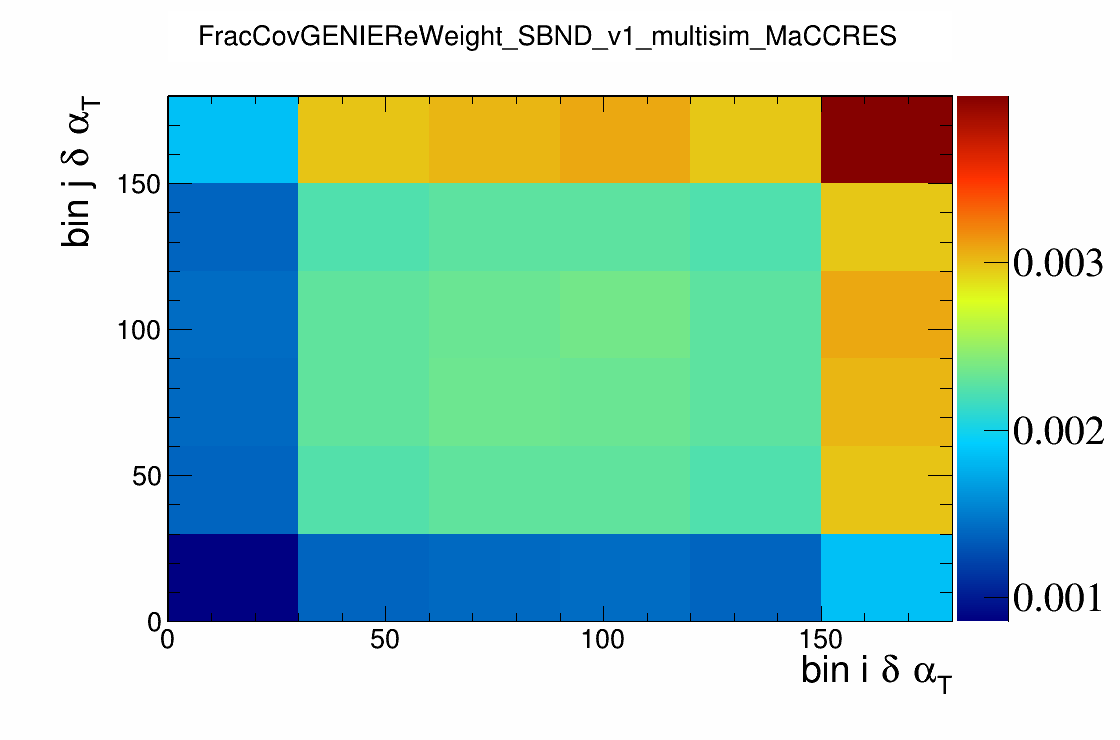 FracCovGENIEReWeight_SBND_v1_multisim_MaCCRES
bin j δ α_T
150
100
50
0
0 50 100 150
bin i δ α_T
0.003
0.002
0.001